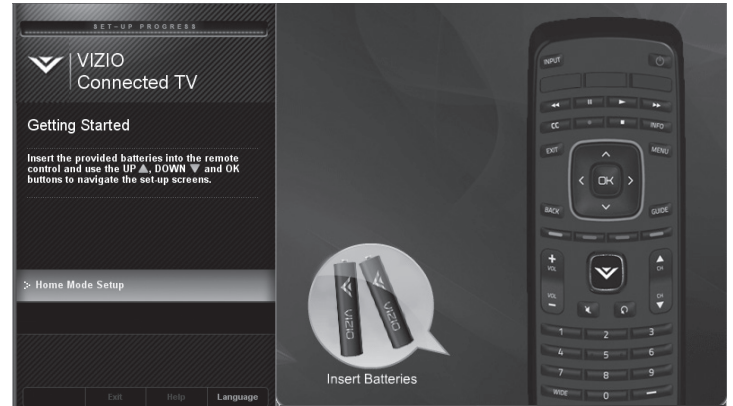 SET-UP PROGRESS
VIZIO
Connected TV
Getting Started
Insert the provided batteries into the remote
control and use the UP ▲, DOWN ▼ and OK
buttons to navigate the set-up screens.
> Home Mode Setup
Exit Help Language
VIZIO VIZIO
Insert Batteries
INPUT
CC INFO
EXIT MENU
OK
BACK GUIDE
+ VOL CH
VOL − CH
1 2 3
4 5 6
7 8 9
WIDE 0 —